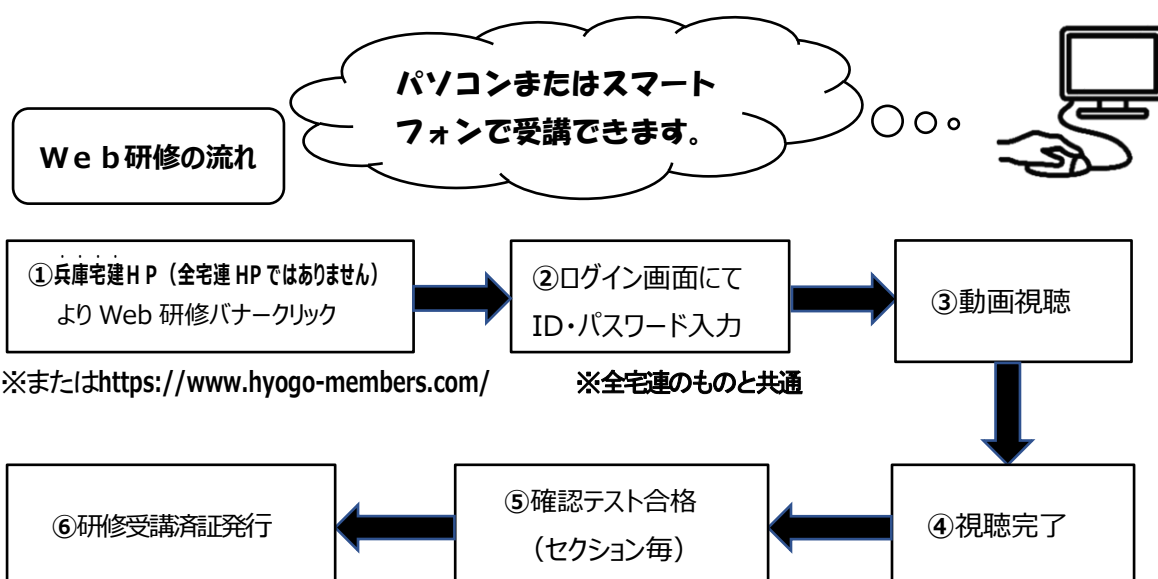 パソコンまたはスマート
フォンで受講できます。
Ｗｅｂ研修の流れ
①兵庫宅建ＨＰ（全宅連 HP ではありません）
より Web 研修バナークリック
②ログイン画面にて
ID・パスワード入力
③動画視聴
※またはhttps://www.hyogo-members.com/
※全宅連のものと共通
④視聴完了
⑤確認テスト合格
（セクション毎）
⑥研修受講済証発行